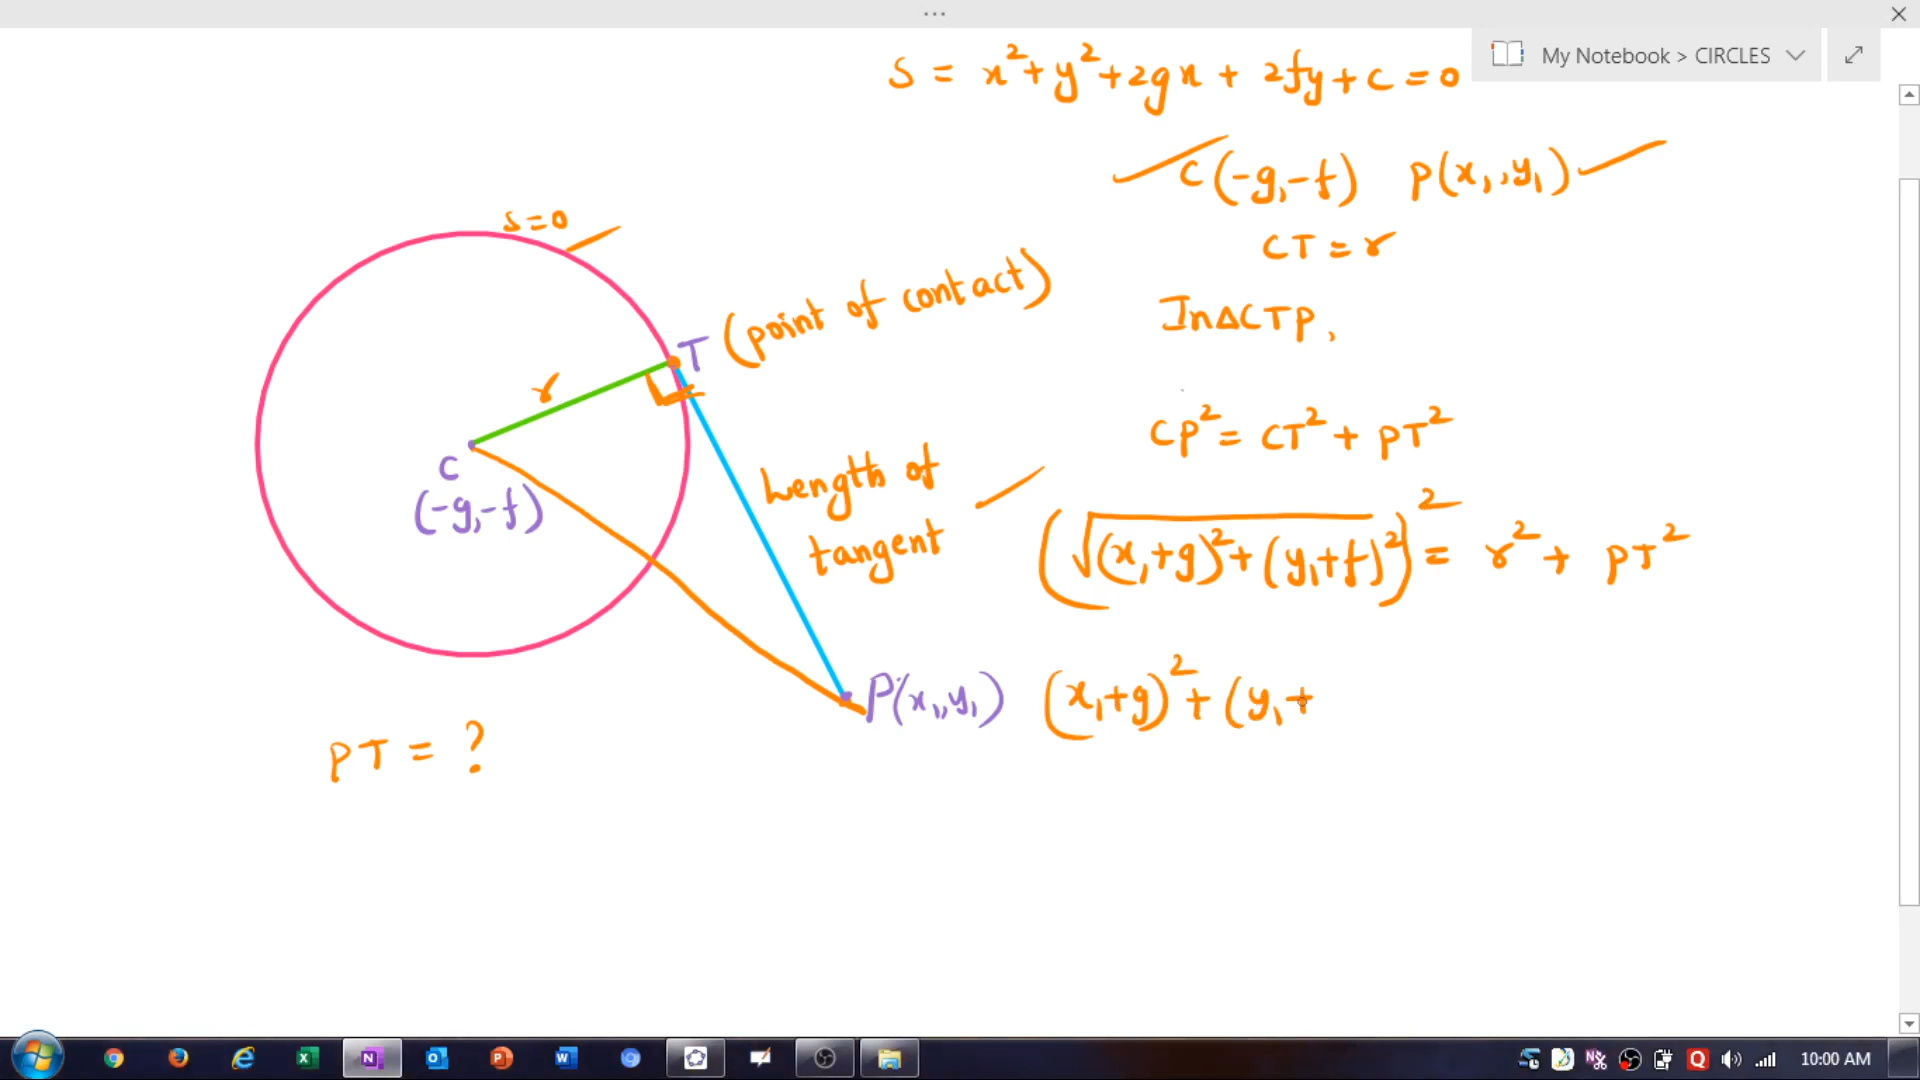 My Notebook > CIRCLES
S = x²+y²+2gx + 2fy+c = 0
C(-g,-f) P(x₁,y₁)
CT = r
S=0
In△CTP,
T (point of contact)
r
CP² = CT² + PT²
C
(-g,-f)
Length of
tangent
(√(x₁+g)²+(y₁+f)²)² = r² + PT²
P(x₁,y₁)
(x₁+g)² + (y₁+
PT = ?
10:00 AM